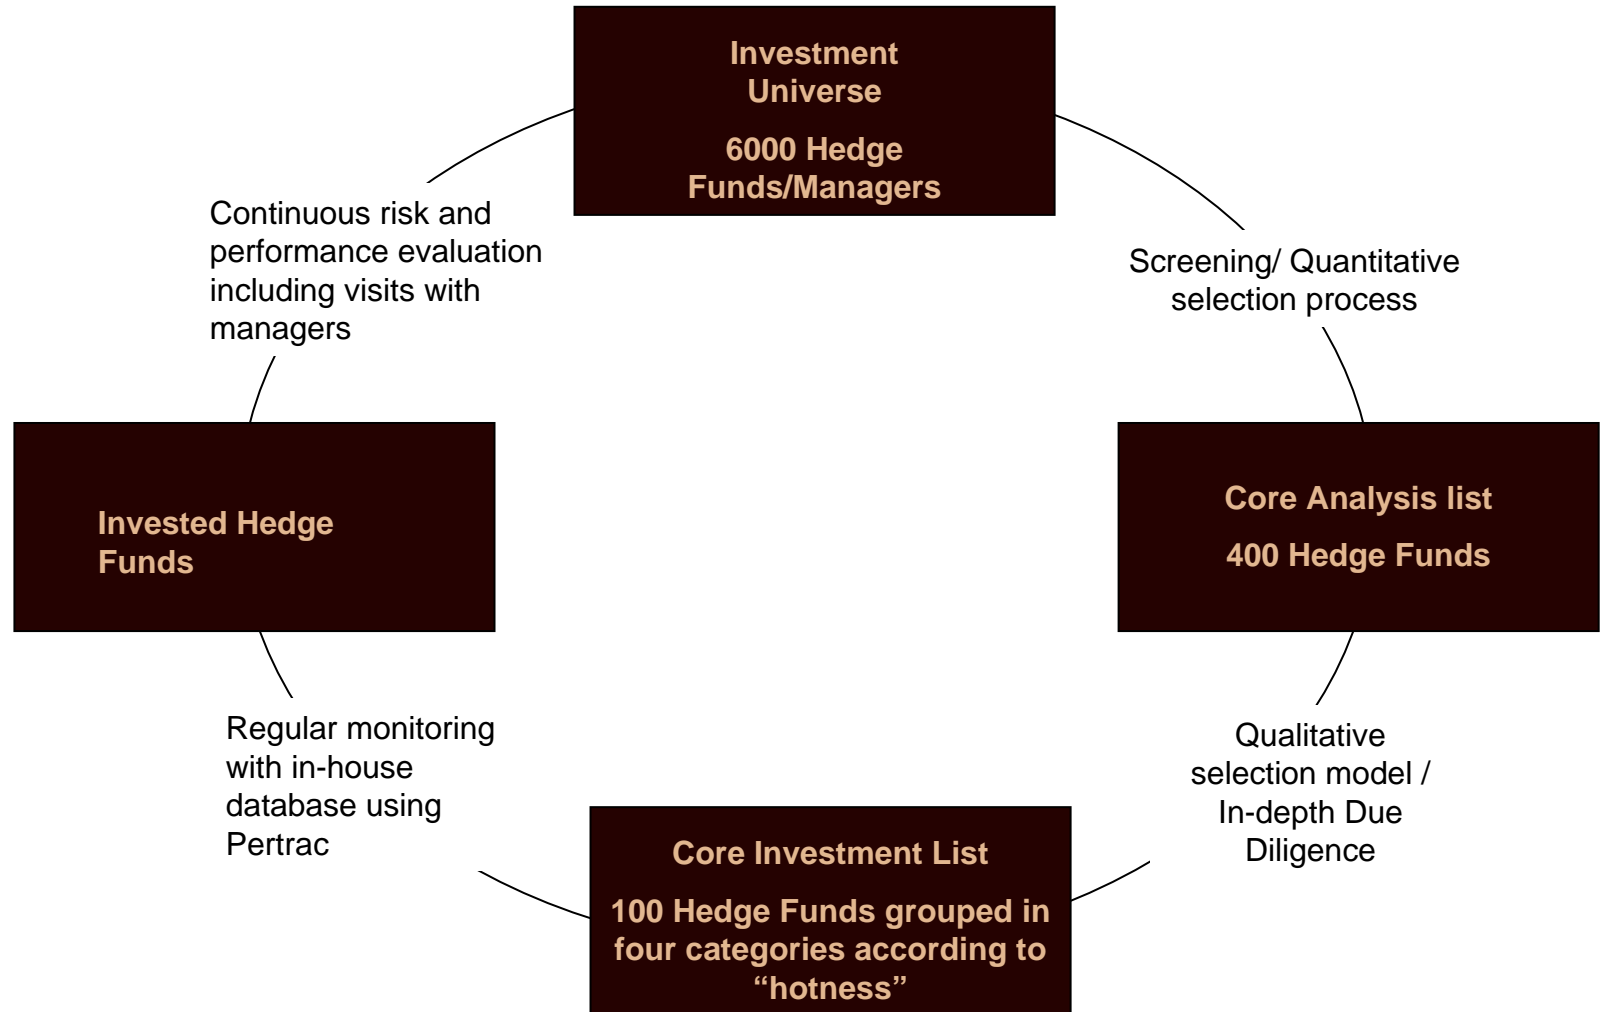 Investment
Universe
6000 Hedge
Funds/Managers
Screening/ Quantitative
selection process
Core Analysis list
400 Hedge Funds
Qualitative
selection model /
In-depth Due
Diligence
Core Investment List
100 Hedge Funds grouped in
four categories according to
“hotness”
Regular monitoring
with in-house
database using
Pertrac
Invested Hedge
Funds
Continuous risk and
performance evaluation
including visits with
managers